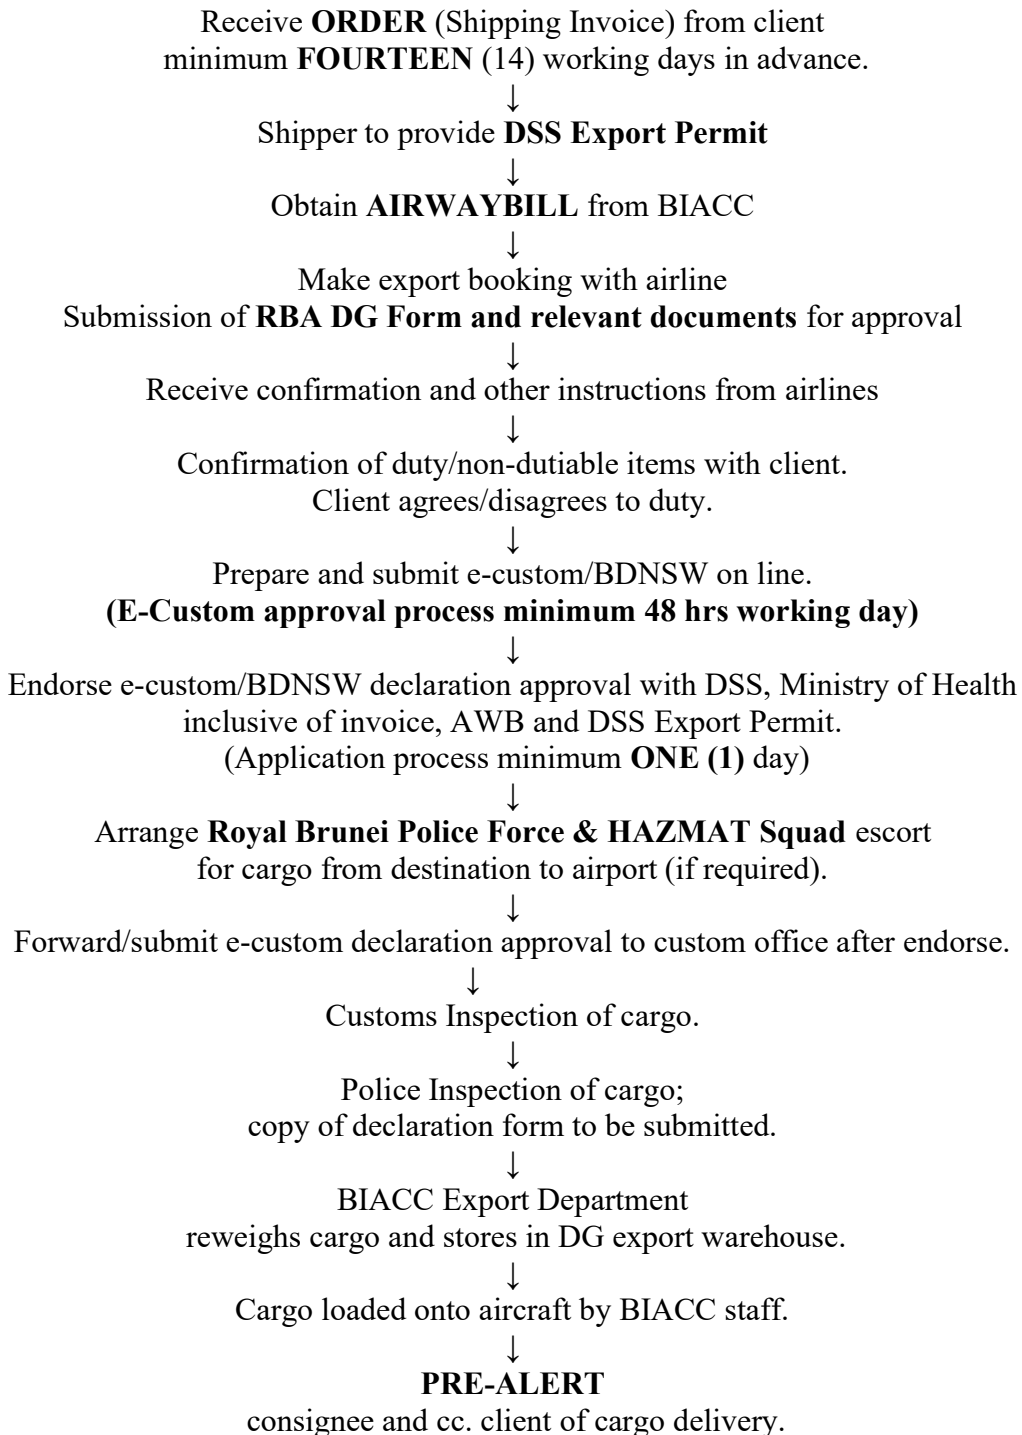 Receive ORDER (Shipping Invoice) from client
minimum FOURTEEN (14) working days in advance.
↓
Shipper to provide DSS Export Permit
↓
Obtain AIRWAYBILL from BIACC
↓
Make export booking with airline
Submission of RBA DG Form and relevant documents for approval
↓
Receive confirmation and other instructions from airlines
↓
Confirmation of duty/non-dutiable items with client.
Client agrees/disagrees to duty.
↓
Prepare and submit e-custom/BDNSW on line.
(E-Custom approval process minimum 48 hrs working day)
↓
Endorse e-custom/BDNSW declaration approval with DSS, Ministry of Health
inclusive of invoice, AWB and DSS Export Permit.
(Application process minimum ONE (1) day)
↓
Arrange Royal Brunei Police Force & HAZMAT Squad escort
for cargo from destination to airport (if required).
↓
Forward/submit e-custom declaration approval to custom office after endorse.
↓
Customs Inspection of cargo.
↓
Police Inspection of cargo;
copy of declaration form to be submitted.
↓
BIACC Export Department
reweighs cargo and stores in DG export warehouse.
↓
Cargo loaded onto aircraft by BIACC staff.
↓
PRE-ALERT
consignee and cc. client of cargo delivery.